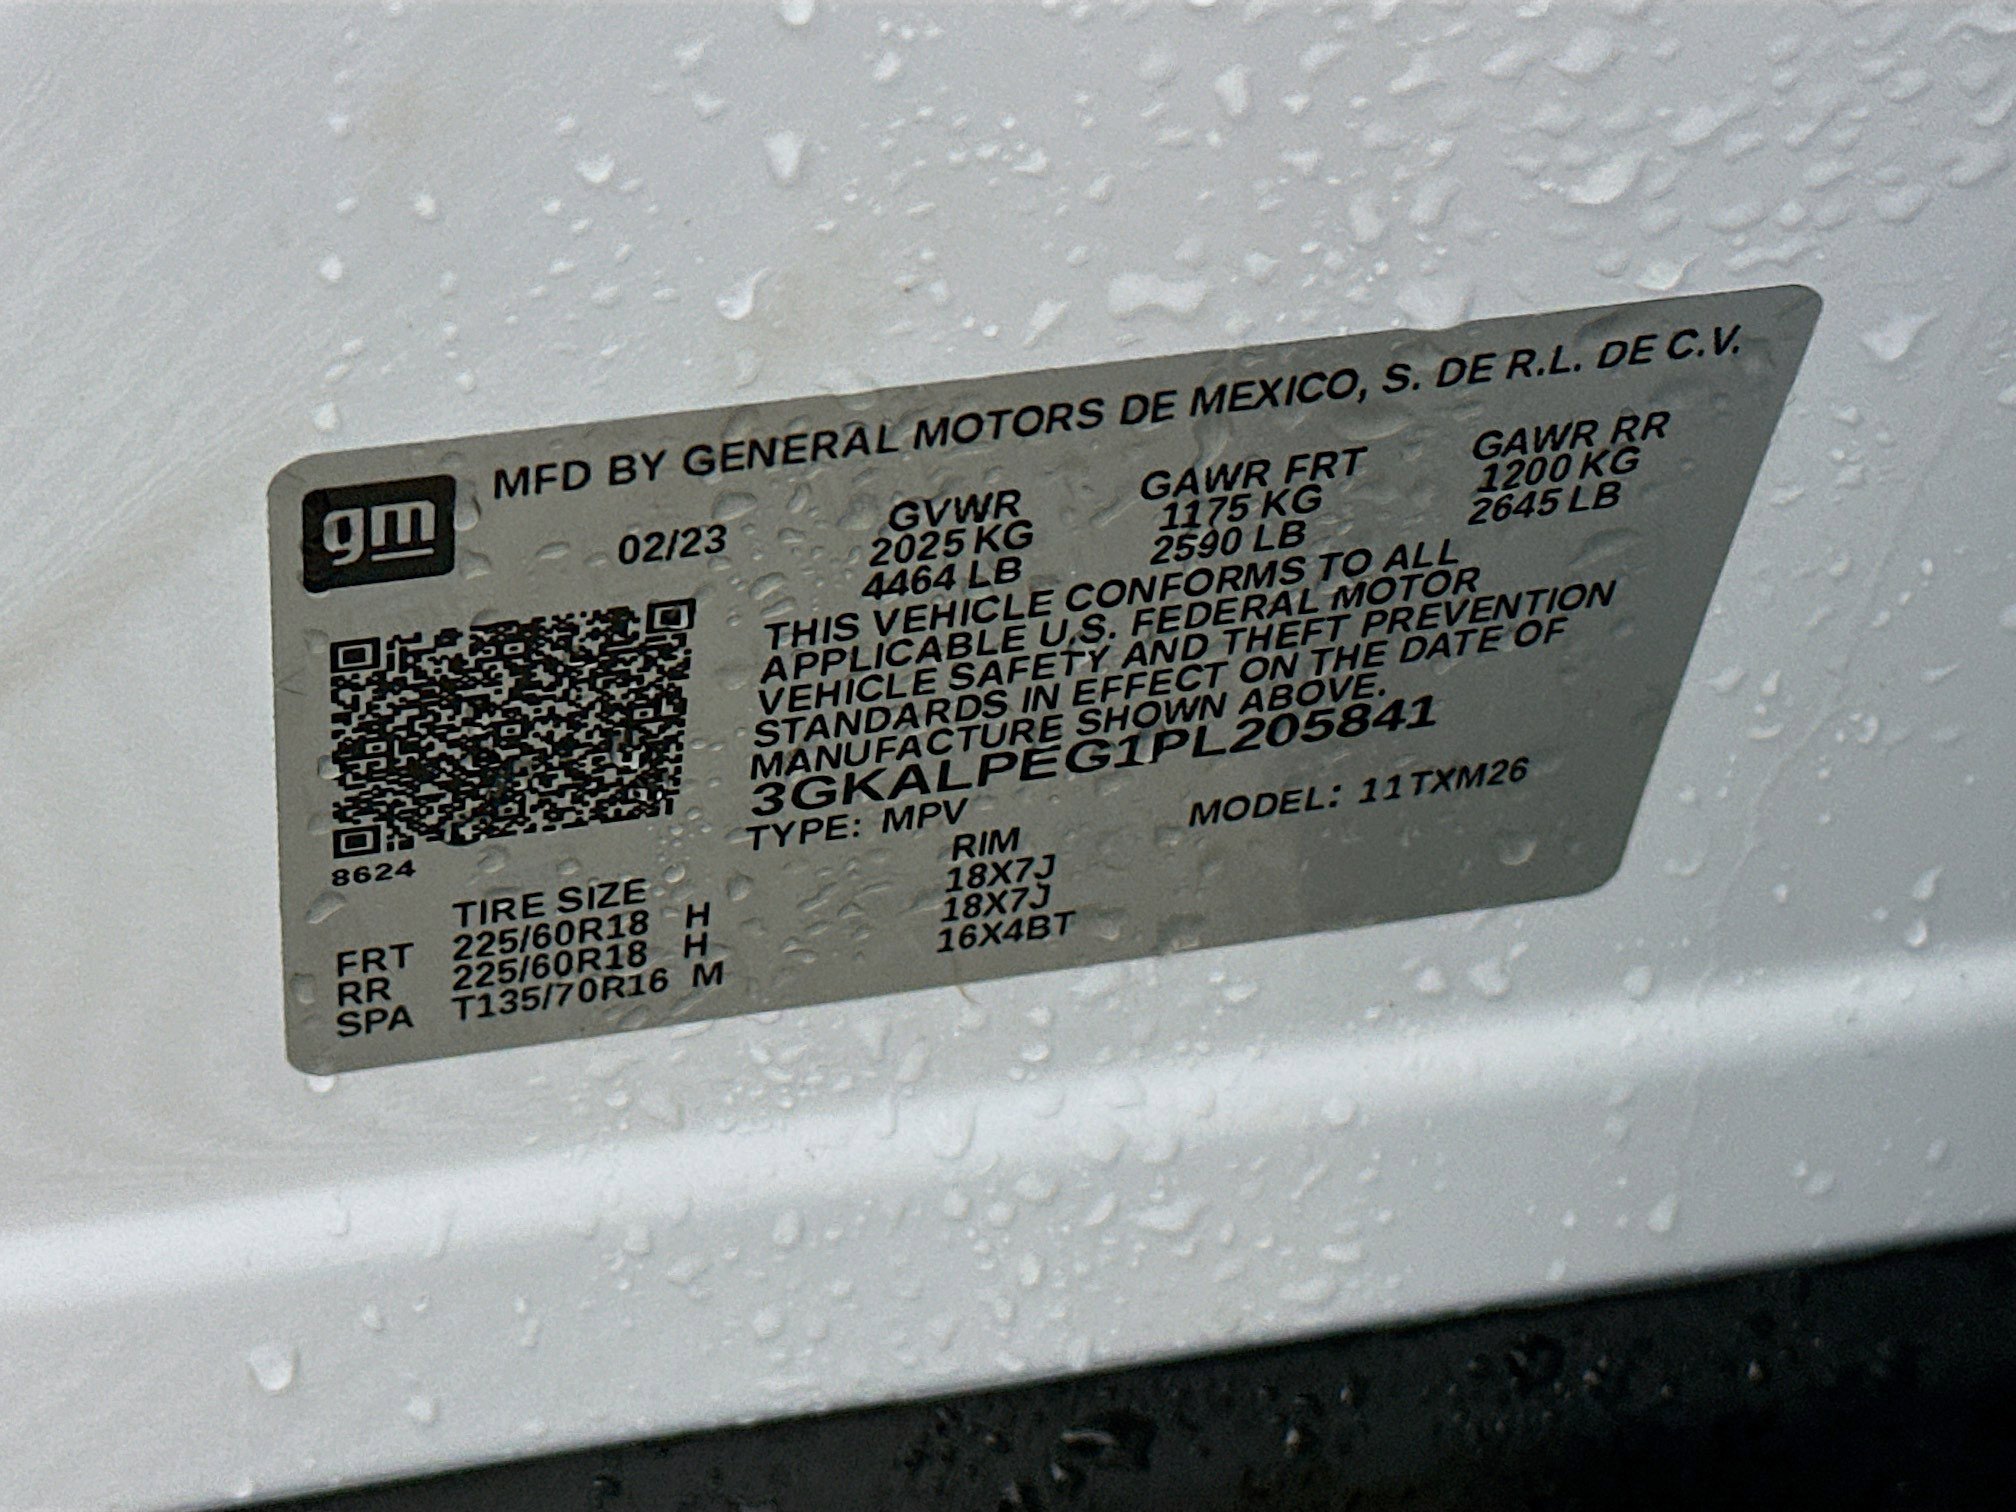 gm MFD BY GENERAL MOTORS DE MEXICO, S. DE R.L. DE C.V.
02/23 GVWR GAWR FRT GAWR RR
2025 KG 1175 KG 1200 KG
4464 LB 2590 LB 2645 LB
THIS VEHICLE CONFORMS TO ALL
APPLICABLE U.S. FEDERAL MOTOR
VEHICLE SAFETY AND THEFT PREVENTION
STANDARDS IN EFFECT ON THE DATE OF
MANUFACTURE SHOWN ABOVE.
3GKALPEG1PL205841
TYPE: MPV MODEL: 11TXM26
8624
TIRE SIZE RIM
FRT 225/60R18 H 18X7J
RR 225/60R18 H 18X7J
SPA T135/70R16 M 16X4BT